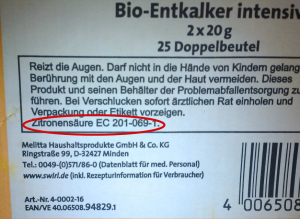 Bio-Entkalker intensiv
2 x 20 g
25 Doppelbeutel
Reizt die Augen. Darf nicht in die Hände von Kindern gelang
Berührung mit den Augen und der Haut vermeiden. Dieses
Produkt und seinen Behälter der Problemabfallentsorgung zu
führen. Bei Verschlucken sofort ärztlichen Rat einholen und
Verpackung oder Etikett vorzeigen.
Zitronensäure EC 201-069-1.
Melitta Haushaltsprodukte GmbH & Co. KG
Ringstraße 99, D-32427 Minden
Tel.: 0049-(0)571/86-0 (Datenblatt für med. Personal)
www.swirl.de (inkl. Rezepturinformation für Verbraucher)
Art.-Nr. 4-0002-16
EAN/VE 40.06508.94829.1
4 006508